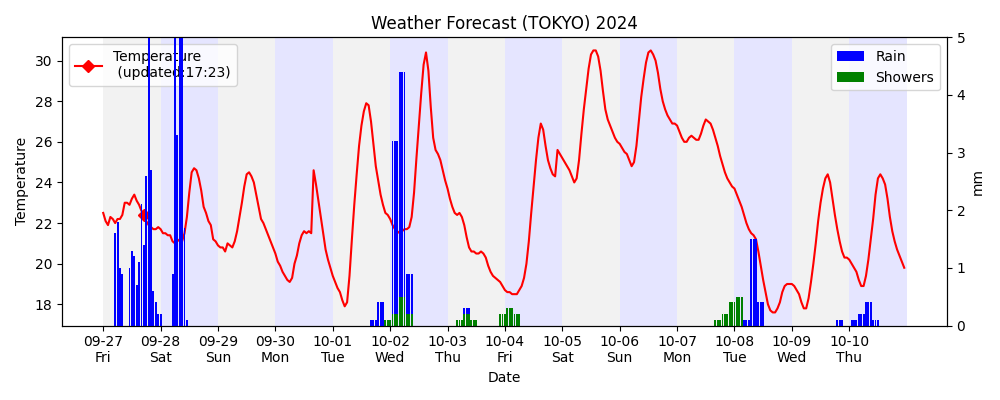 Weather Forecast (TOKYO) 2024
Temperature
(updated:17:23)
Rain
Showers
Temperature
30
28
26
24
22
20
18
5
4
3
2
1
0
mm
09-27 09-28 09-29 09-30 10-01 10-02 10-03 10-04 10-05 10-06 10-07 10-08 10-09 10-10
Fri Sat Sun Mon Tue Wed Thu Fri Sat Sun Mon Tue Wed Thu
Date